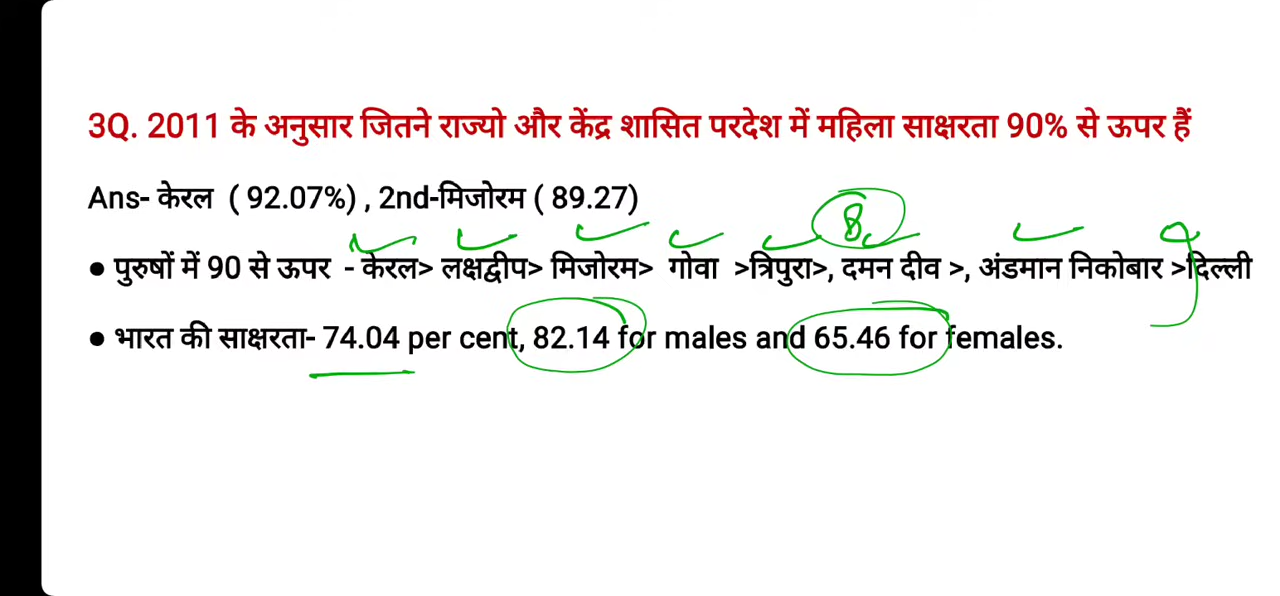 3Q. 2011 के अनुसार जितने राज्यो और केंद्र शासित परदेश में महिला साक्षरता 90% से ऊपर हैं
Ans- केरल ( 92.07%) , 2nd-मिजोरम ( 89.27)
8
● पुरुषों में 90 से ऊपर - केरल> लक्षद्वीप> मिजोरम> गोवा >त्रिपुरा>, दमन दीव >, अंडमान निकोबार >दिल्ली
● भारत की साक्षरता- 74.04 per cent, 82.14 for males and 65.46 for females.